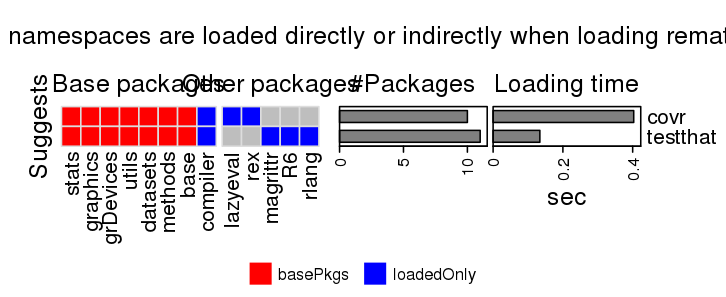 namespaces are loaded directly or indirectly when loading remat
Base packages
Other packages
#Packages
Loading time
Suggests
covr
testthat
stats
graphics
grDevices
utils
datasets
methods
base
compiler
lazyeval
rex
magrittr
R6
rlang
0
5
10
0
0.2
0.4
sec
basePkgs
loadedOnly